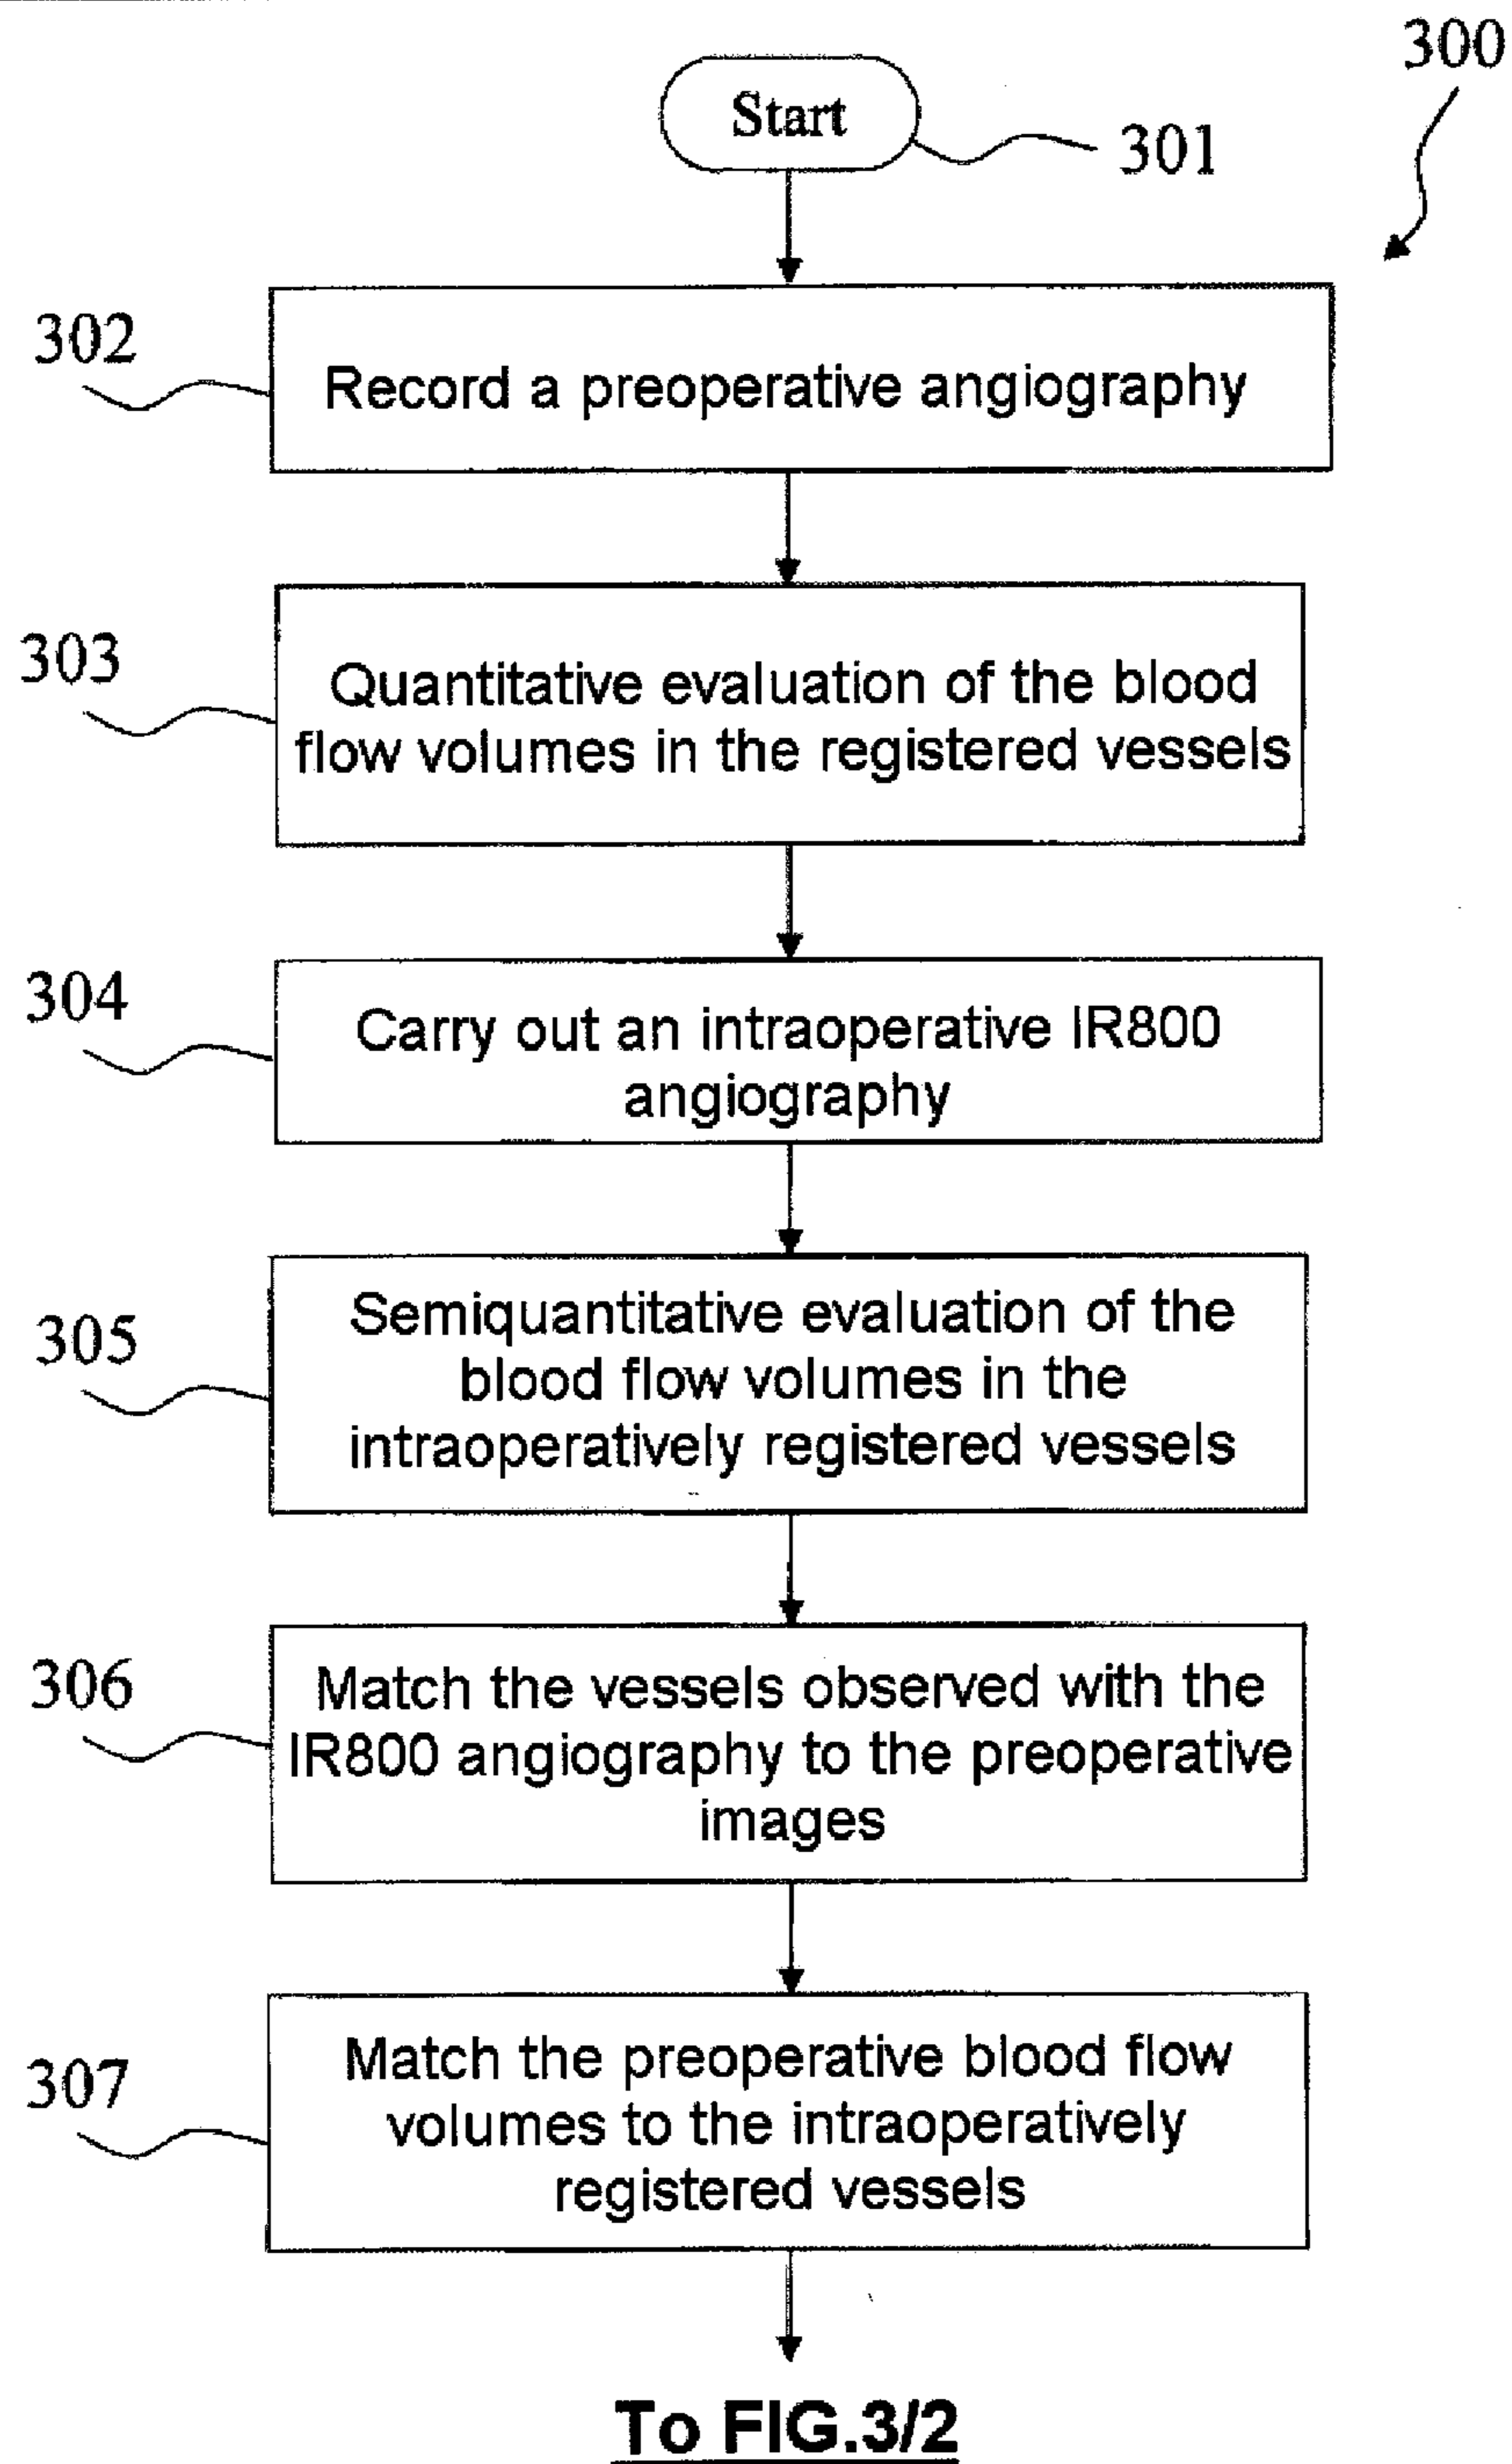 300
Start
301
302
Record a preoperative angiography
303
Quantitative evaluation of the blood
flow volumes in the registered vessels
304
Carry out an intraoperative IR800
angiography
305
Semiquantitative evaluation of the
blood flow volumes in the
intraoperatively registered vessels
306
Match the vessels observed with the
IR800 angiography to the preoperative
images
307
Match the preoperative blood flow
volumes to the intraoperatively
registered vessels
To FIG.3/2